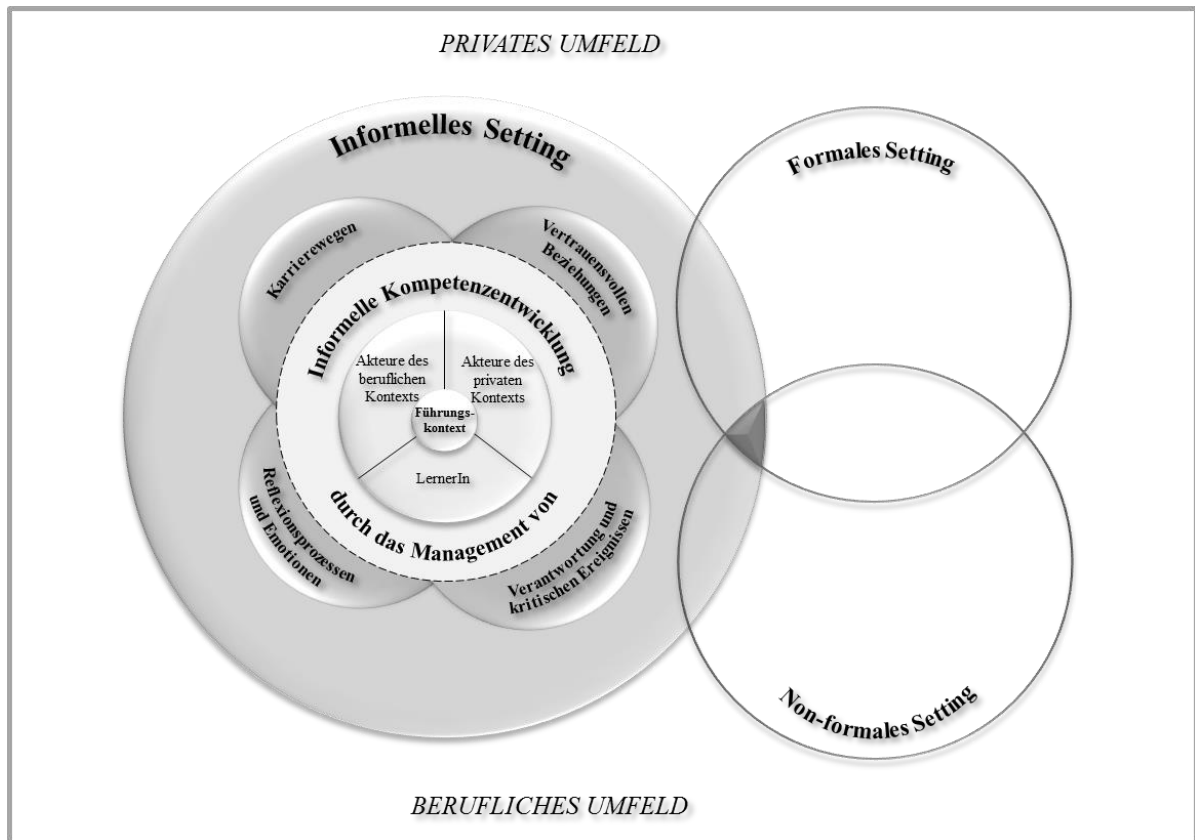 PRIVATES UMFELD
Informelles Setting
Formales Setting
Karrierewegen
Vertrauensvollen
Beziehungen
Informelle Kompetenzentwicklung
Akteure des
beruflichen
Kontexts
Akteure des
privaten
Kontexts
Führungs-
kontext
LernerIn
durch das Management von
Reflexionsprozessen
und Emotionen
Verantwortung und
kritischen Ereignissen
Non-formales Setting
BERUFLICHES UMFELD